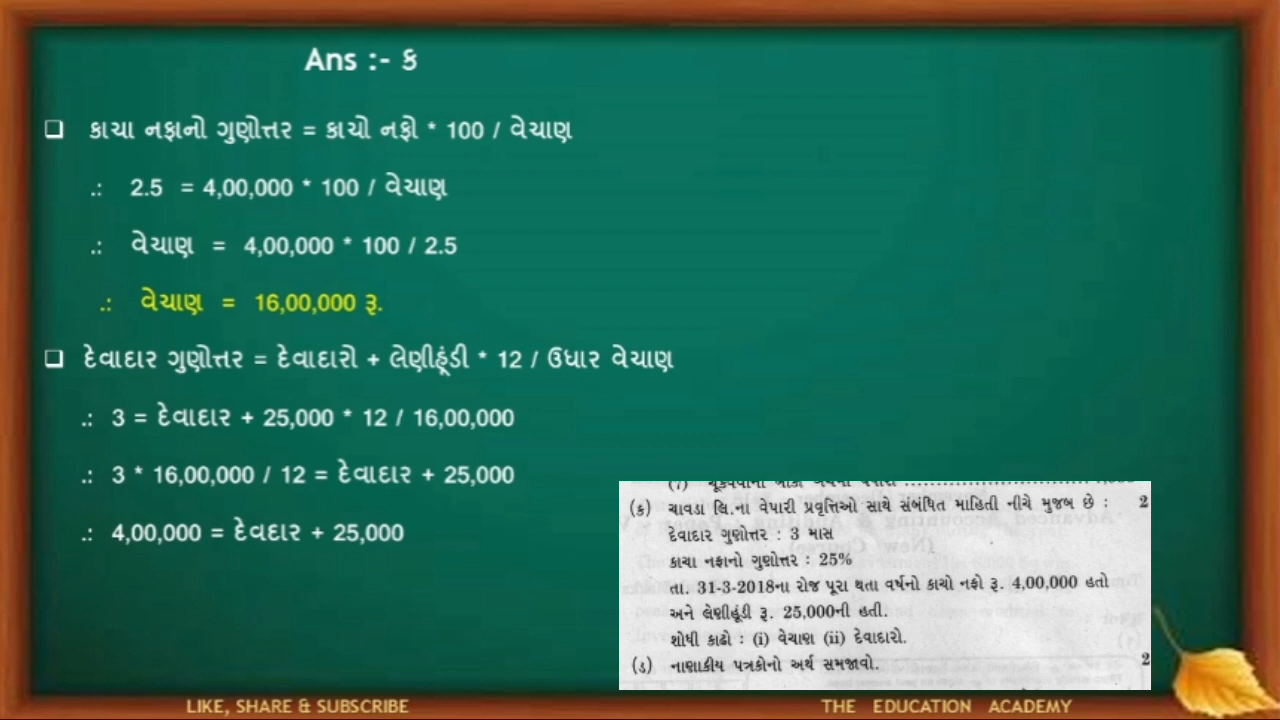 Ans :- ક
❑ કાચા નફાનો ગુણોત્તર = કાચો નફો * 100 / વેચાણ
.: 2.5 = 4,00,000 * 100 / વેચાણ
.: વેચાણ = 4,00,000 * 100 / 2.5
.: વેચાણ = 16,00,000 રૂ.
❑ દેવાદાર ગુણોત્તર = દેવાદારો + લેણીહૂંડી * 12 / ઉધાર વેચાણ
.: 3 = દેવાદાર + 25,000 * 12 / 16,00,000
.: 3 * 16,00,000 / 12 = દેવાદાર + 25,000
.: 4,00,000 = દેવદાર + 25,000
(ક) ચાવડા લિ.ના વેપારી પ્રવૃત્તિઓ સાથે સંબંધિત માહિતી નીચે મુજબ છે : 2
દેવાદાર ગુણોત્તર : 3 માસ
કાચા નફાનો ગુણોત્તર : 25%
તા. 31-3-2018ના રોજ પૂરા થતા વર્ષનો કાચો નફો રૂ. 4,00,000 હતો
અને લેણીહૂંડી રૂ. 25,000ની હતી.
શોધી કાઢો : (i) વેચાણ (ii) દેવાદારો.
(ડ) નાણાકીય પત્રકોનો અર્થ સમજાવો. 2
LIKE, SHARE & SUBSCRIBE
THE EDUCATION ACADEMY